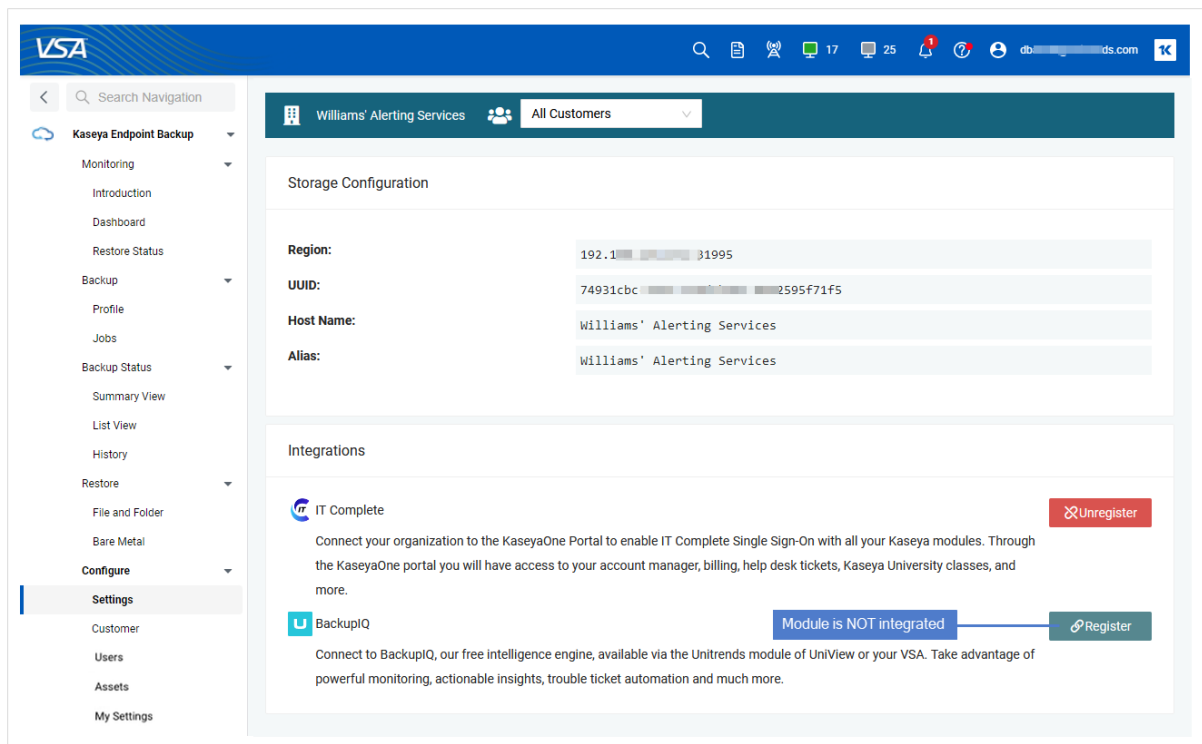 VSA
17
25
1
db ds.com
Search Navigation
Williams' Alerting Services
All Customers
Kaseya Endpoint Backup
Monitoring
Introduction
Dashboard
Restore Status
Backup
Profile
Jobs
Backup Status
Summary View
List View
History
Restore
File and Folder
Bare Metal
Configure
Settings
Customer
Users
Assets
My Settings
Storage Configuration
Region:
192.1 31995
UUID:
74931cbc 2595f71f5
Host Name:
Williams' Alerting Services
Alias:
Williams' Alerting Services
Integrations
IT Complete
Unregister
Connect your organization to the KaseyaOne Portal to enable IT Complete Single Sign-On with all your Kaseya modules. Through
the KaseyaOne portal you will have access to your account manager, billing, help desk tickets, Kaseya University classes, and
more.
BackupIQ
Module is NOT integrated
Register
Connect to BackupIQ, our free intelligence engine, available via the Unitrends module of UniView or your VSA. Take advantage of
powerful monitoring, actionable insights, trouble ticket automation and much more.